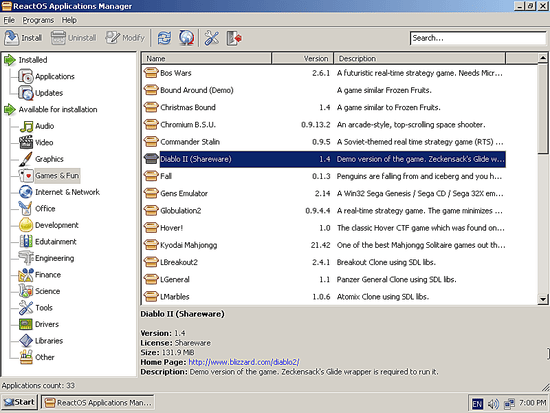 ReactOS Applications Manager
File Programs Help
Install Uninstall Modify Search...
Installed
Applications
Updates
Available for installation
Audio
Video
Graphics
Games & Fun
Internet & Network
Office
Development
Edutainment
Engineering
Finance
Science
Tools
Drivers
Libraries
Other
Name Version Description
Bos Wars 2.6.1 A futuristic real-time strategy game. Needs Micr...
Bound Around (Demo) A game similar to Frozen Fruits.
Christmas Bound 1.4 A game similar to Frozen Fruits.
Chromium B.S.U. 0.9.13.2 An arcade-style, top-scrolling space shooter.
Commander Stalin 0.9.5 A Soviet-themed real time strategy game (RTS) ...
Diablo II (Shareware) 1.4 Demo version of the game. Zeckensack's Glide w...
Fall 0.1.3 Penguins are falling from and iceberg and you h...
Gens Emulator 2.14 A Win32 Sega Genesis / Sega CD / Sega 32X em...
Globulation2 0.9.4.4 A real-time strategy game. The game minimizes ...
Hover! 1.0 The classic Hover CTF game which was found on...
Kyodai Mahjongg 21.42 One of the best Mahjongg Solitaire games out th...
LBreakout2 2.4.1 Breakout Clone using SDL libs.
LGeneral 1.1 Panzer General Clone using SDL libs.
LMarbles 1.0.6 Atomix Clone using SDL libs.
Diablo II (Shareware)
Version: 1.4
License: Shareware
Size: 131.9 MiB
Home Page: http://www.blizzard.com/diablo2/
Description: Demo version of the game. Zeckensack's Glide wrapper is required to run it.
Applications count: 33
Start ReactOS Applications Man... EN 7:00 PM